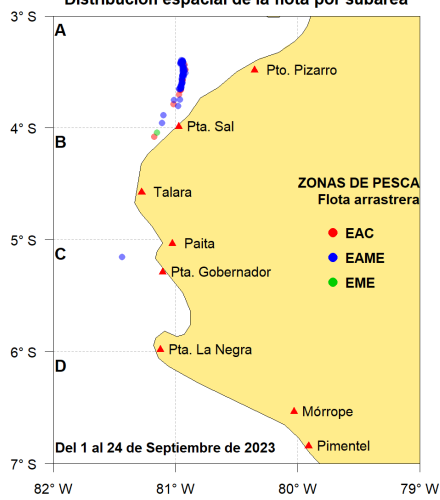 Distribución espacial de la flota por subárea
3° S
A
Pto. Pizarro
4° S
Pta. Sal
B
ZONAS DE PESCA
Talara
Flota arrastrera
EAC
5° S
Paita
C
EAME
Pta. Gobernador
EME
6° S
Pta. La Negra
D
Mórrope
Del 1 al 24 de Septiembre de 2023
Pimentel
7° S
82° W
81° W
80° W
79° W